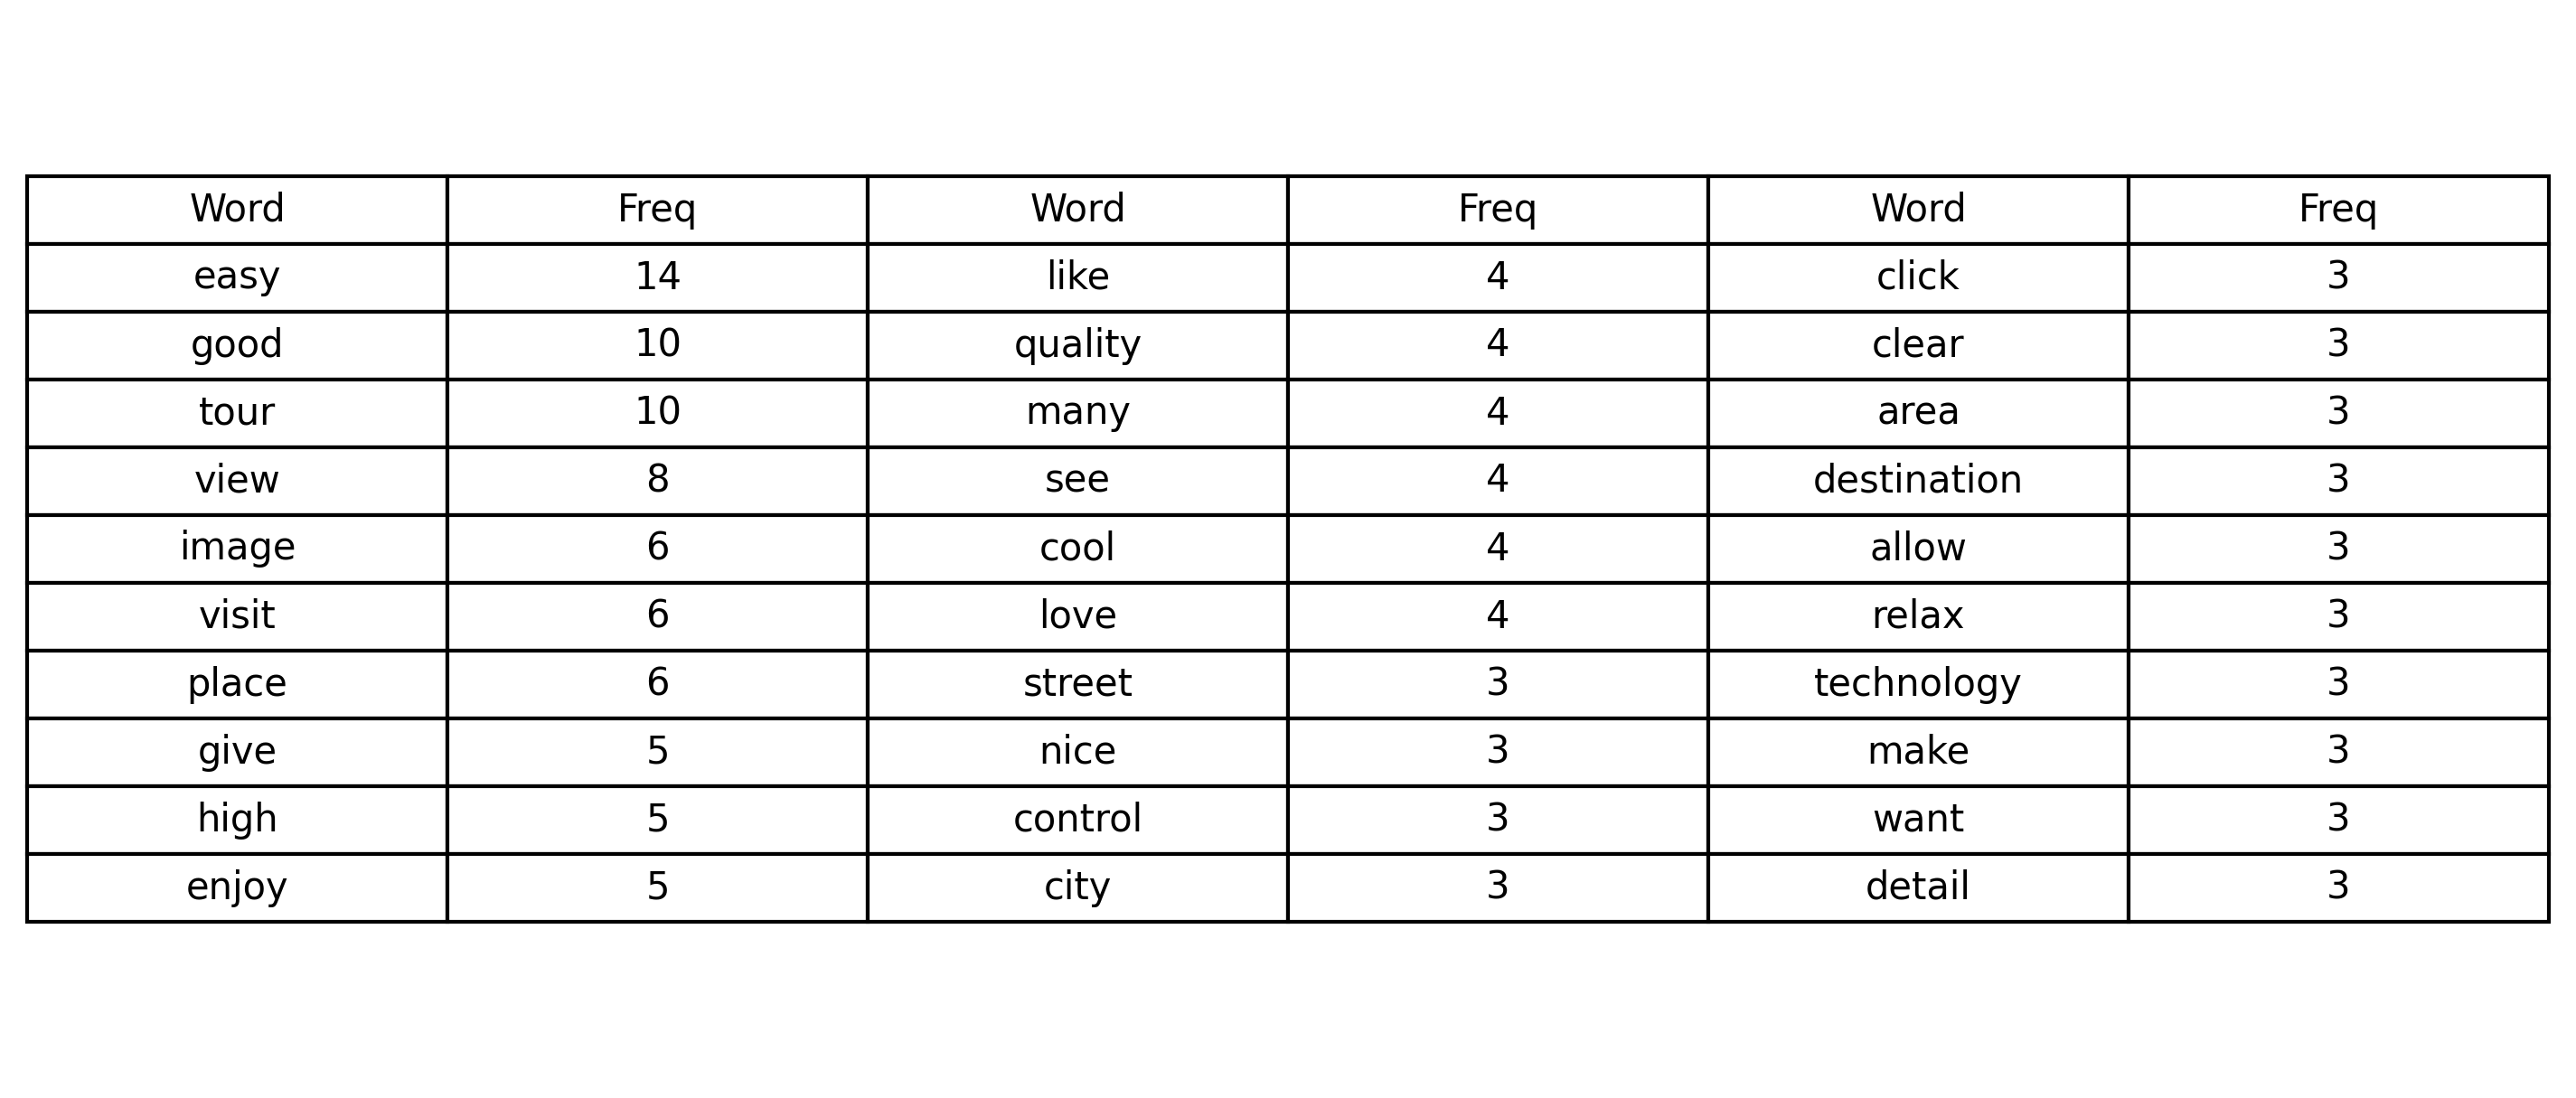 Word Freq Word Freq Word Freq
easy 14 like 4 click 3
good 10 quality 4 clear 3
tour 10 many 4 area 3
view 8 see 4 destination 3
image 6 cool 4 allow 3
visit 6 love 4 relax 3
place 6 street 3 technology 3
give 5 nice 3 make 3
high 5 control 3 want 3
enjoy 5 city 3 detail 3